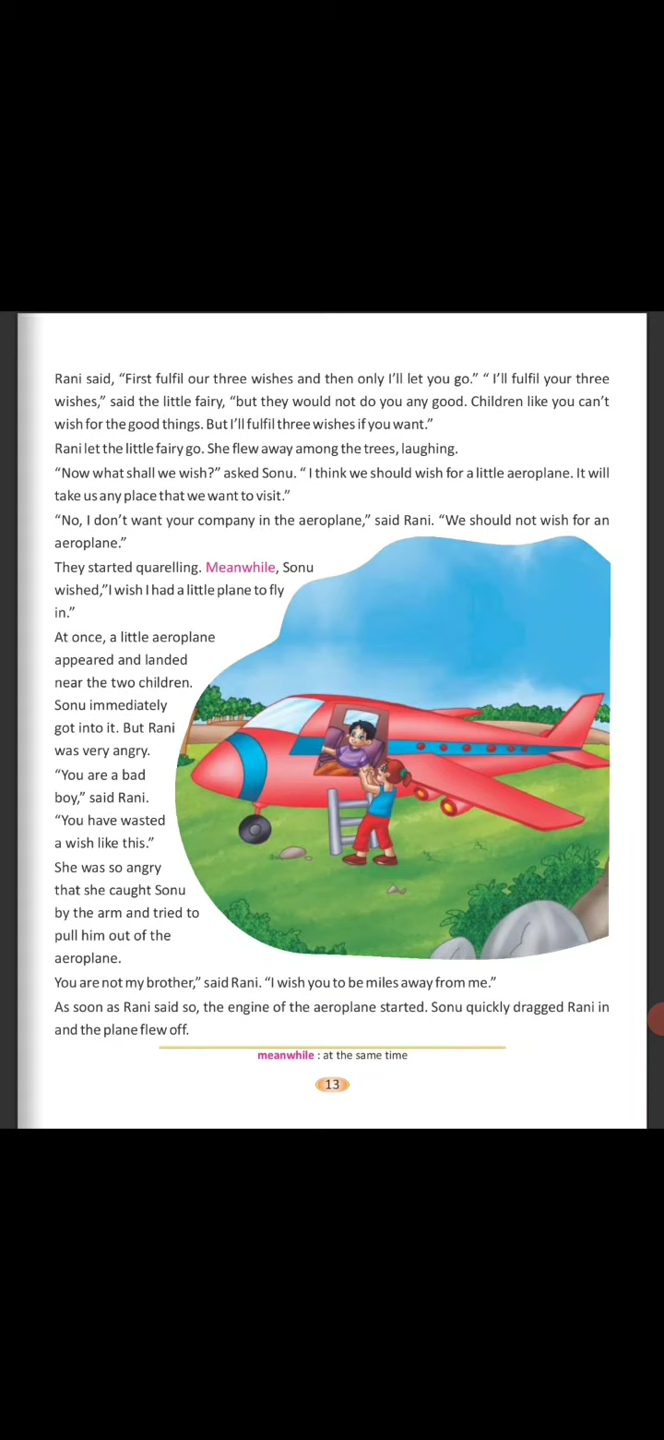 Rani said, “First fulfil our three wishes and then only I’ll let you go.” “ I’ll fulfil your three
wishes,” said the little fairy, “but they would not do you any good. Children like you can’t
wish for the good things. But I’ll fulfil three wishes if you want.”
Rani let the little fairy go. She flew away among the trees, laughing.
“Now what shall we wish?” asked Sonu. “ I think we should wish for a little aeroplane. It will
take us any place that we want to visit.”
“No, I don’t want your company in the aeroplane,” said Rani. “We should not wish for an
aeroplane.”
They started quarelling. Meanwhile, Sonu
wished,”I wish I had a little plane to fly
in.”
At once, a little aeroplane
appeared and landed
near the two children.
Sonu immediately
got into it. But Rani
was very angry.
“You are a bad
boy,” said Rani.
“You have wasted
a wish like this.”
She was so angry
that she caught Sonu
by the arm and tried to
pull him out of the
aeroplane.
You are not my brother,” said Rani. “I wish you to be miles away from me.”
As soon as Rani said so, the engine of the aeroplane started. Sonu quickly dragged Rani in
and the plane flew off.
meanwhile : at the same time
13